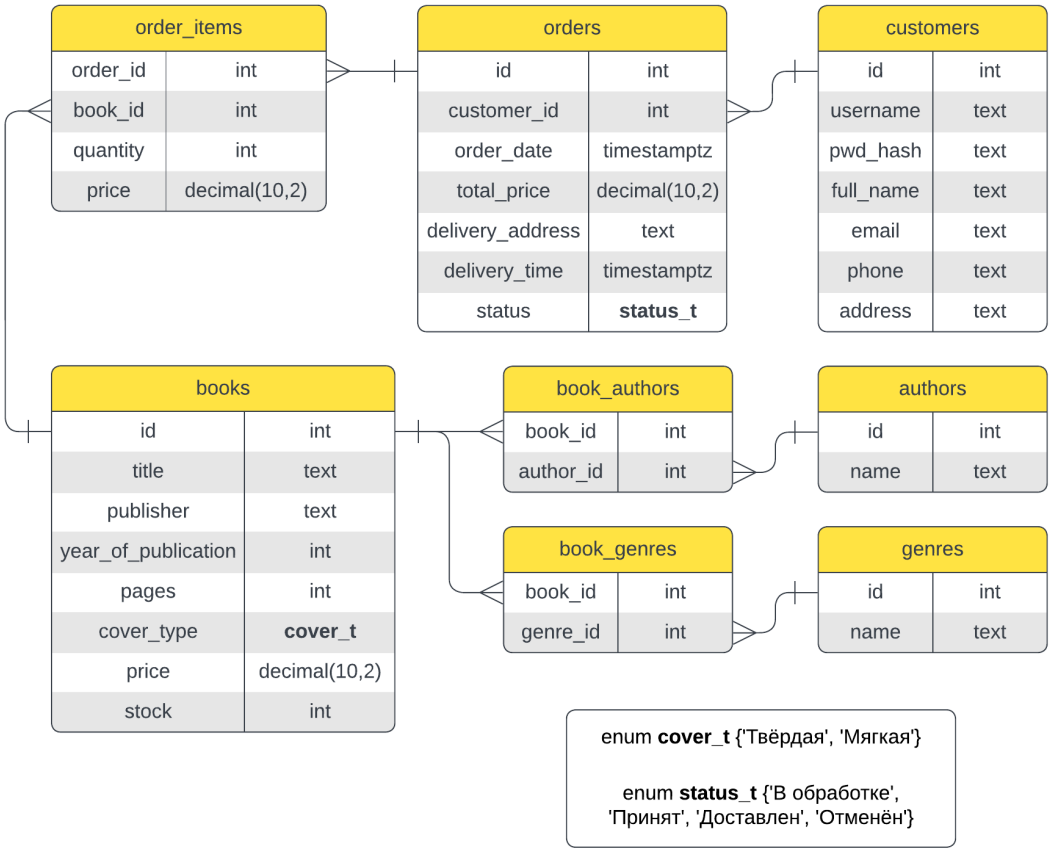 order_items
order_id int
book_id int
quantity int
price decimal(10,2)
orders
id int
customer_id int
order_date timestamptz
total_price decimal(10,2)
delivery_address text
delivery_time timestamptz
status status_t
customers
id int
username text
pwd_hash text
full_name text
email text
phone text
address text
books
id int
title text
publisher text
year_of_publication int
pages int
cover_type cover_t
price decimal(10,2)
stock int
book_authors
book_id int
author_id int
authors
id int
name text
book_genres
book_id int
genre_id int
genres
id int
name text
enum cover_t {'Твёрдая', 'Мягкая'}
enum status_t {'В обработке',
'Принят', 'Доставлен', 'Отменён'}